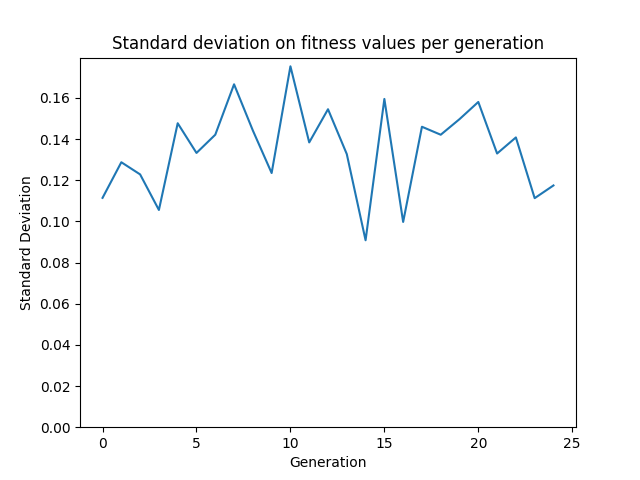 Standard deviation on fitness values per generation
0.16
0.14
0.12
0.10
0.08
0.06
0.04
0.02
0.00
Standard Deviation
0 5 10 15 20 25
Generation